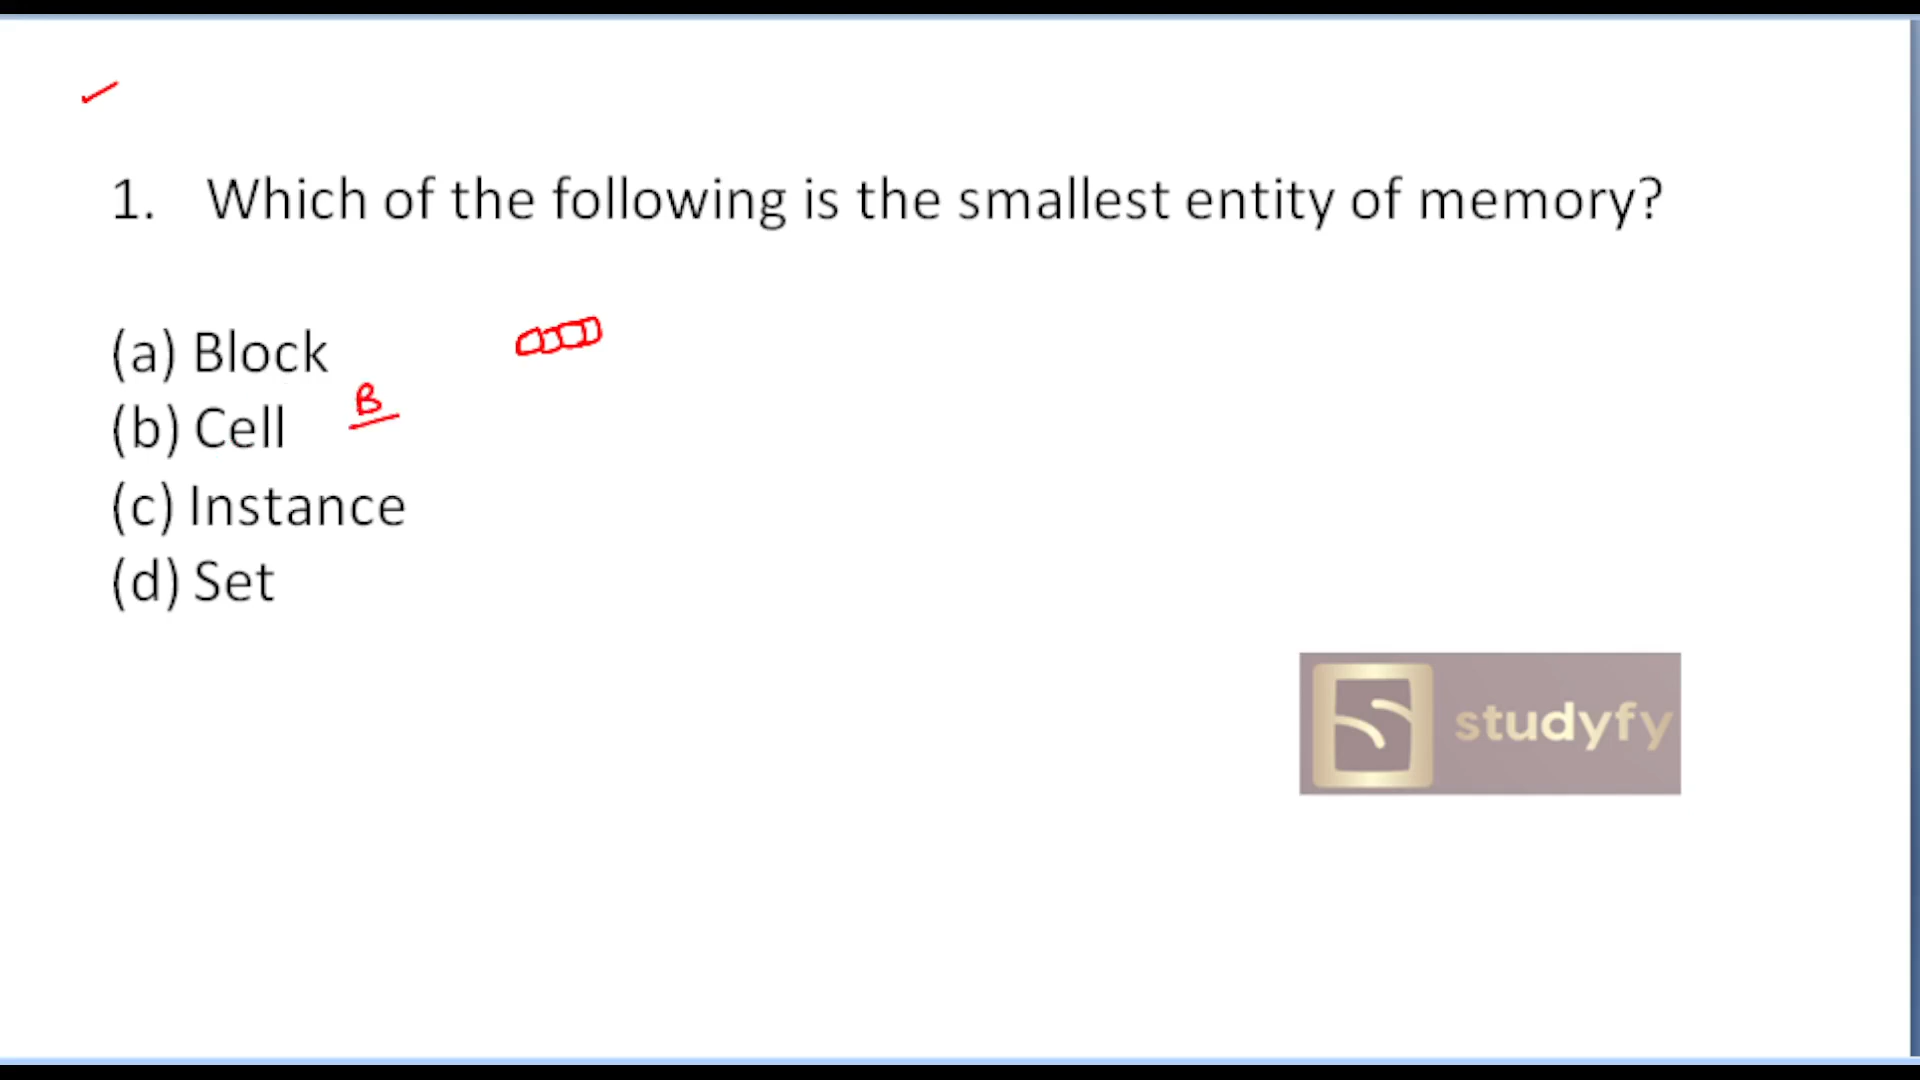 1. Which of the following is the smallest entity of memory?
(a) Block
B
(b) Cell
(c) Instance
(d) Set
studyfy